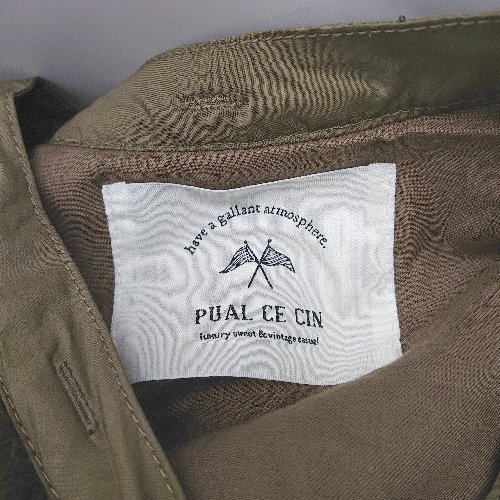 have a gallant atmosphere.
PUAL CE CIN
luxury sweet & vintage casual